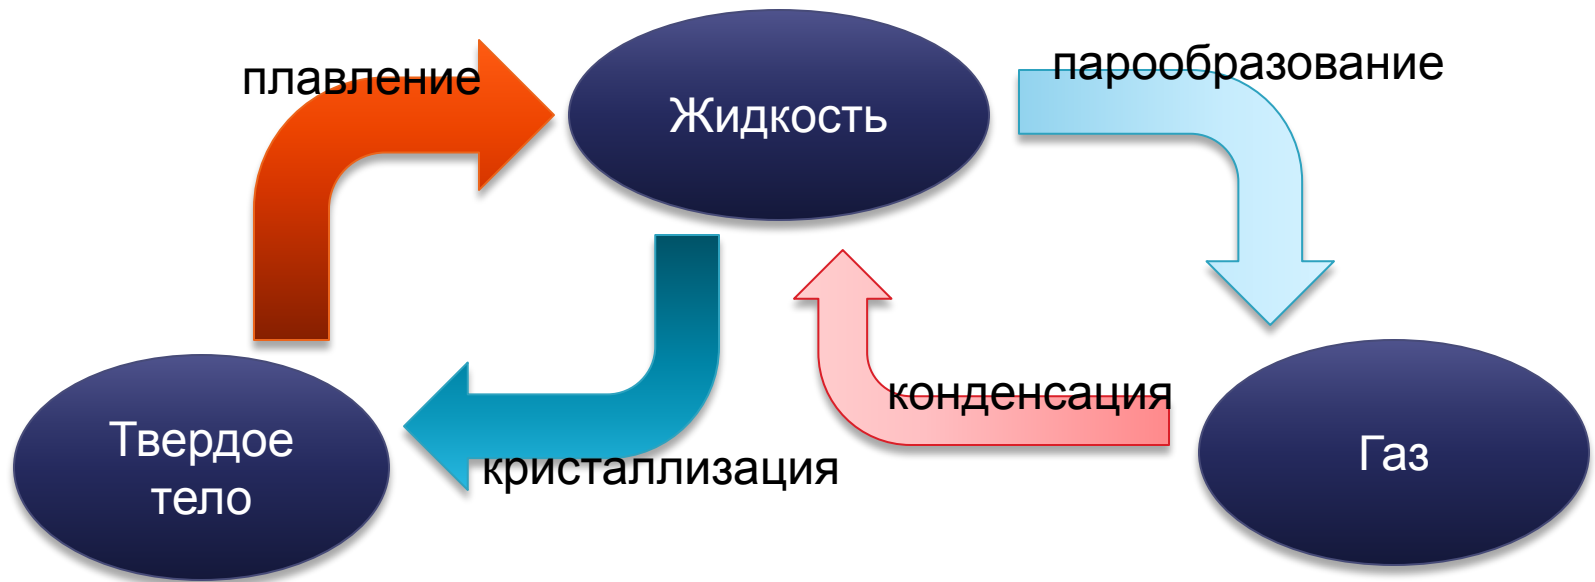 плавление
Жидкость
парообразование
конденсация
Твердое
тело
кристаллизация
Газ